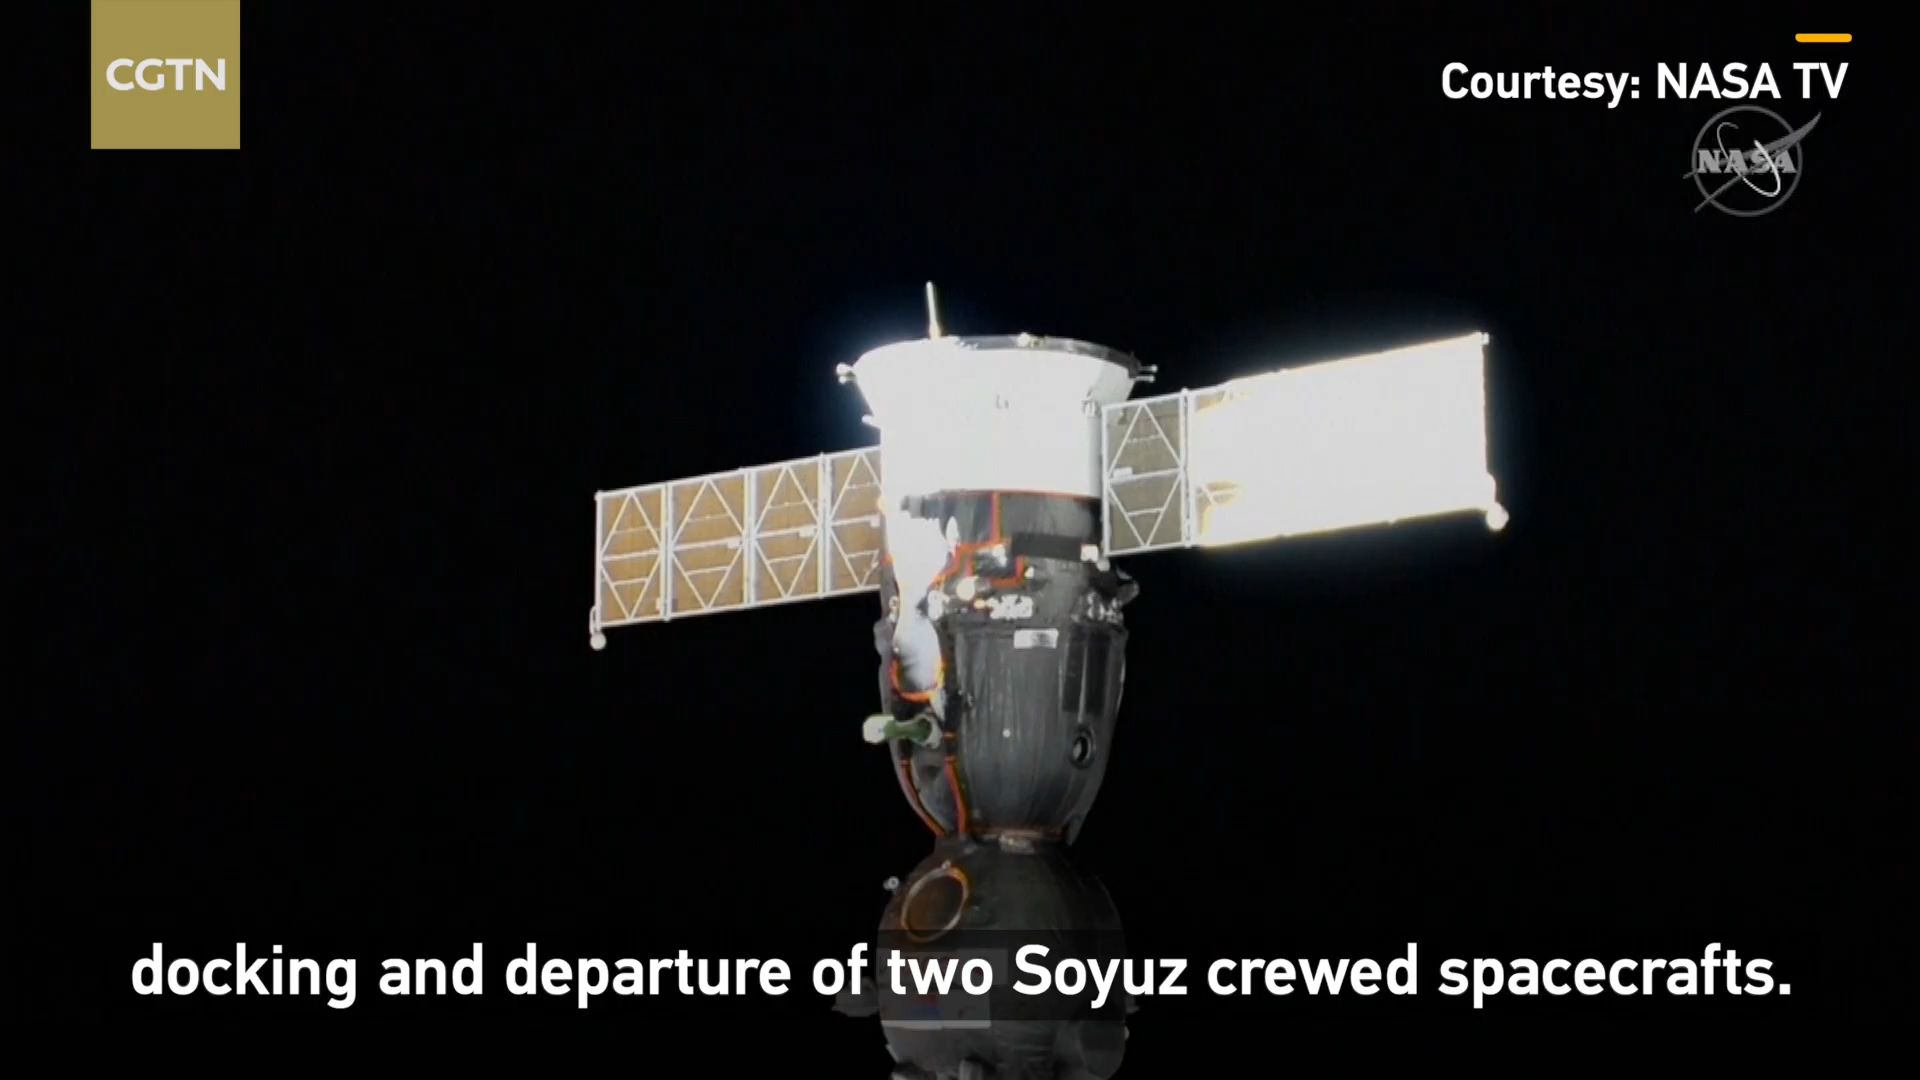 CGTN
Courtesy: NASA TV
NASA
docking and departure of two Soyuz crewed spacecrafts.